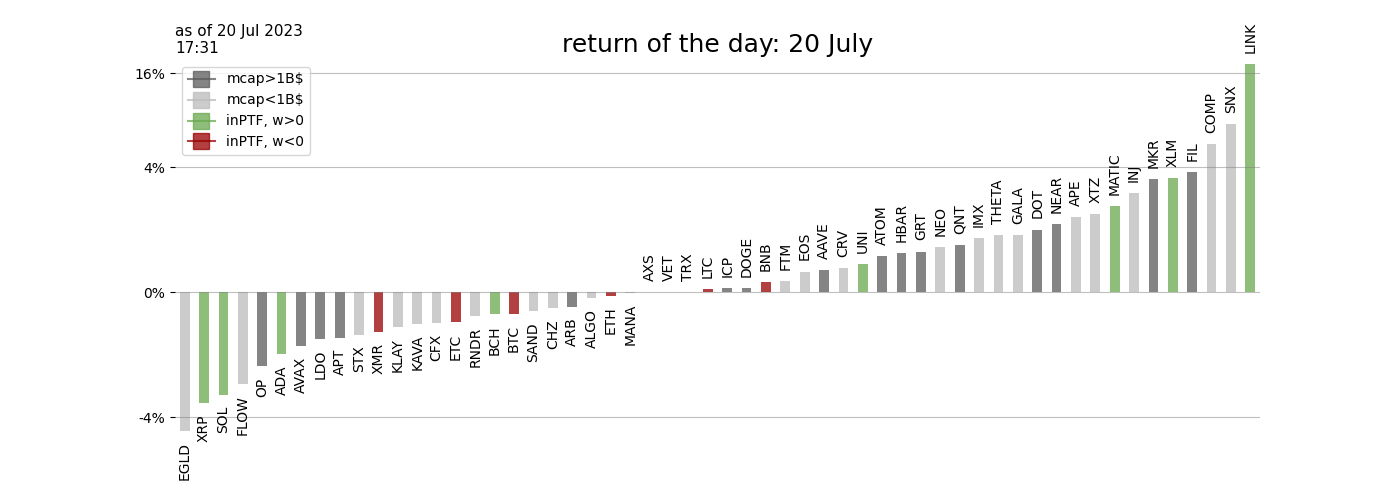 as of 20 Jul 2023
17:31
return of the day: 20 July
mcap>1B$
mcap<1B$
inPTF, w>0
inPTF, w<0
16%
4%
0%
-4%
EGLD
XRP
SOL
FLOW
OP
ADA
AVAX
LDO
APT
STX
XMR
KLAY
KAVA
CFX
ETC
RNDR
BCH
BTC
SAND
CHZ
ARB
ALGO
ETH
MANA
AXS
VET
TRX
LTC
ICP
DOGE
BNB
FTM
EOS
AAVE
CRV
UNI
ATOM
HBAR
GRT
NEO
QNT
IMX
THETA
GALA
DOT
NEAR
APE
XTZ
MATIC
INJ
MKR
XLM
FIL
COMP
SNX
LINK